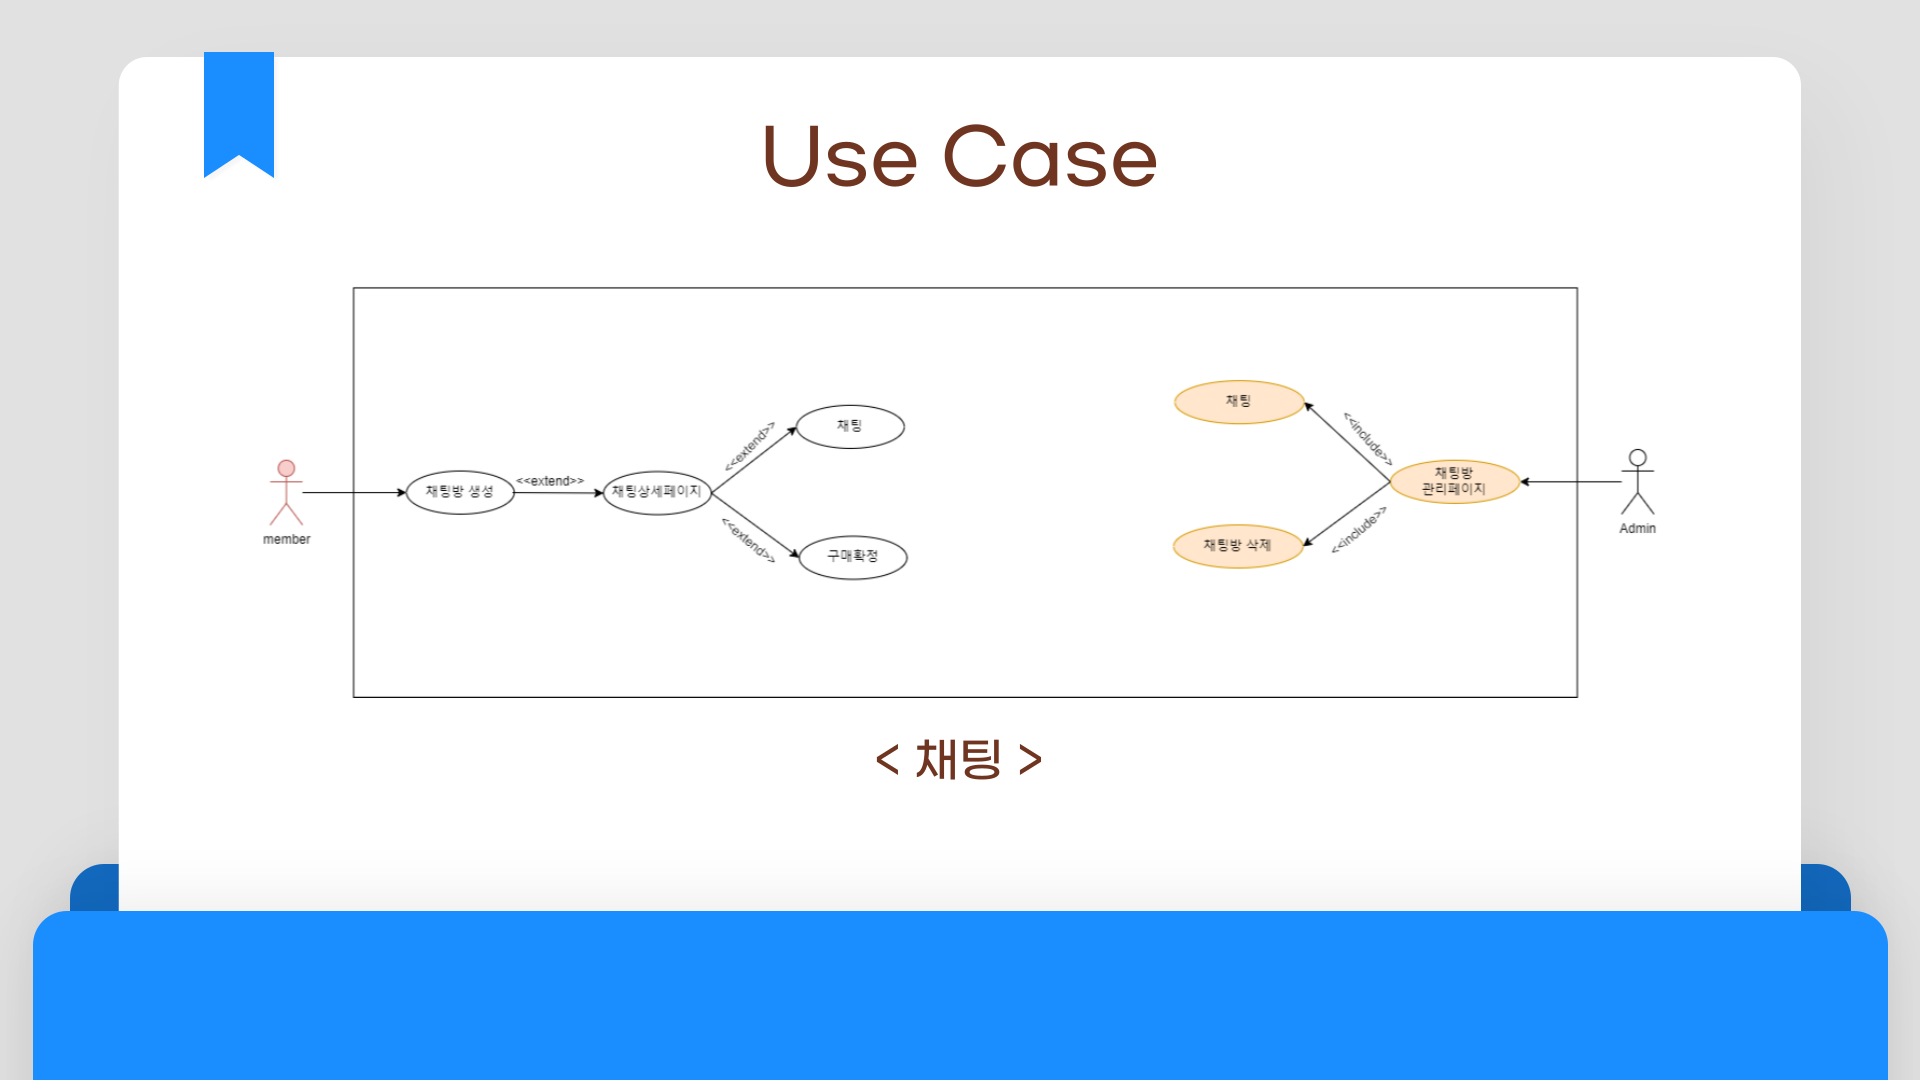 Use Case
member
채팅방 생성
<<extend>>
채팅상세페이지
<<extend>>
채팅
<<extend>>
구매확정
채팅
<<include>>
채팅방
관리페이지
채팅방 삭제
<<include>>
Admin
< 채팅 >